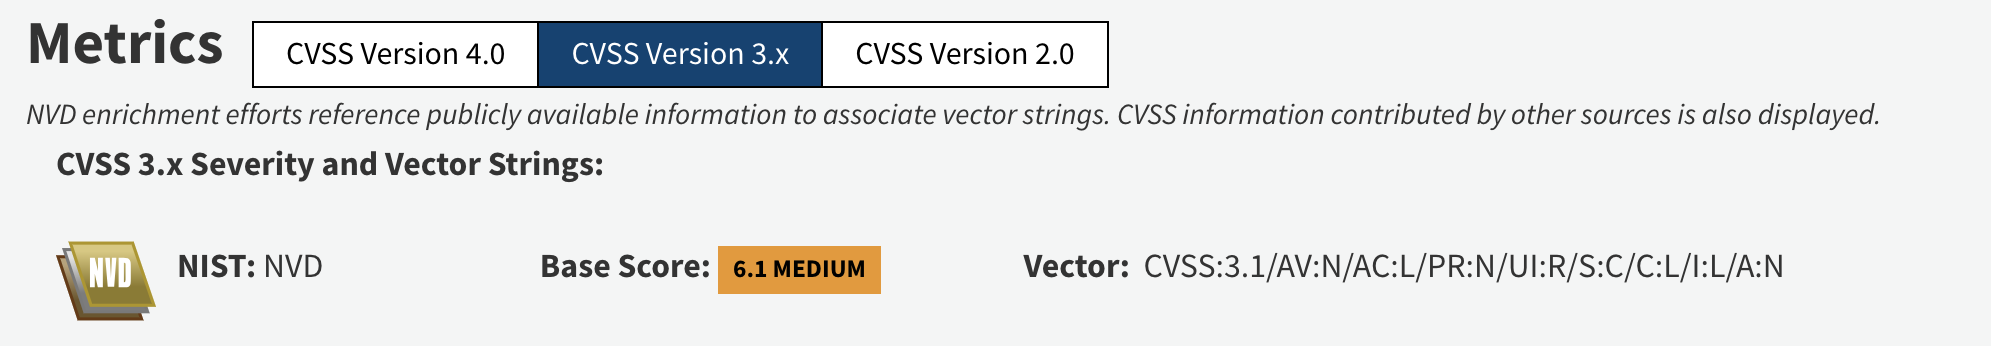 Metrics CVSS Version 4.0 CVSS Version 3.x CVSS Version 2.0
NVD enrichment efforts reference publicly available information to associate vector strings. CVSS information contributed by other sources is also displayed.
CVSS 3.x Severity and Vector Strings:
NVD NIST: NVD Base Score: 6.1 MEDIUM Vector: CVSS:3.1/AV:N/AC:L/PR:N/UI:R/S:C/C:L/I:L/A:N